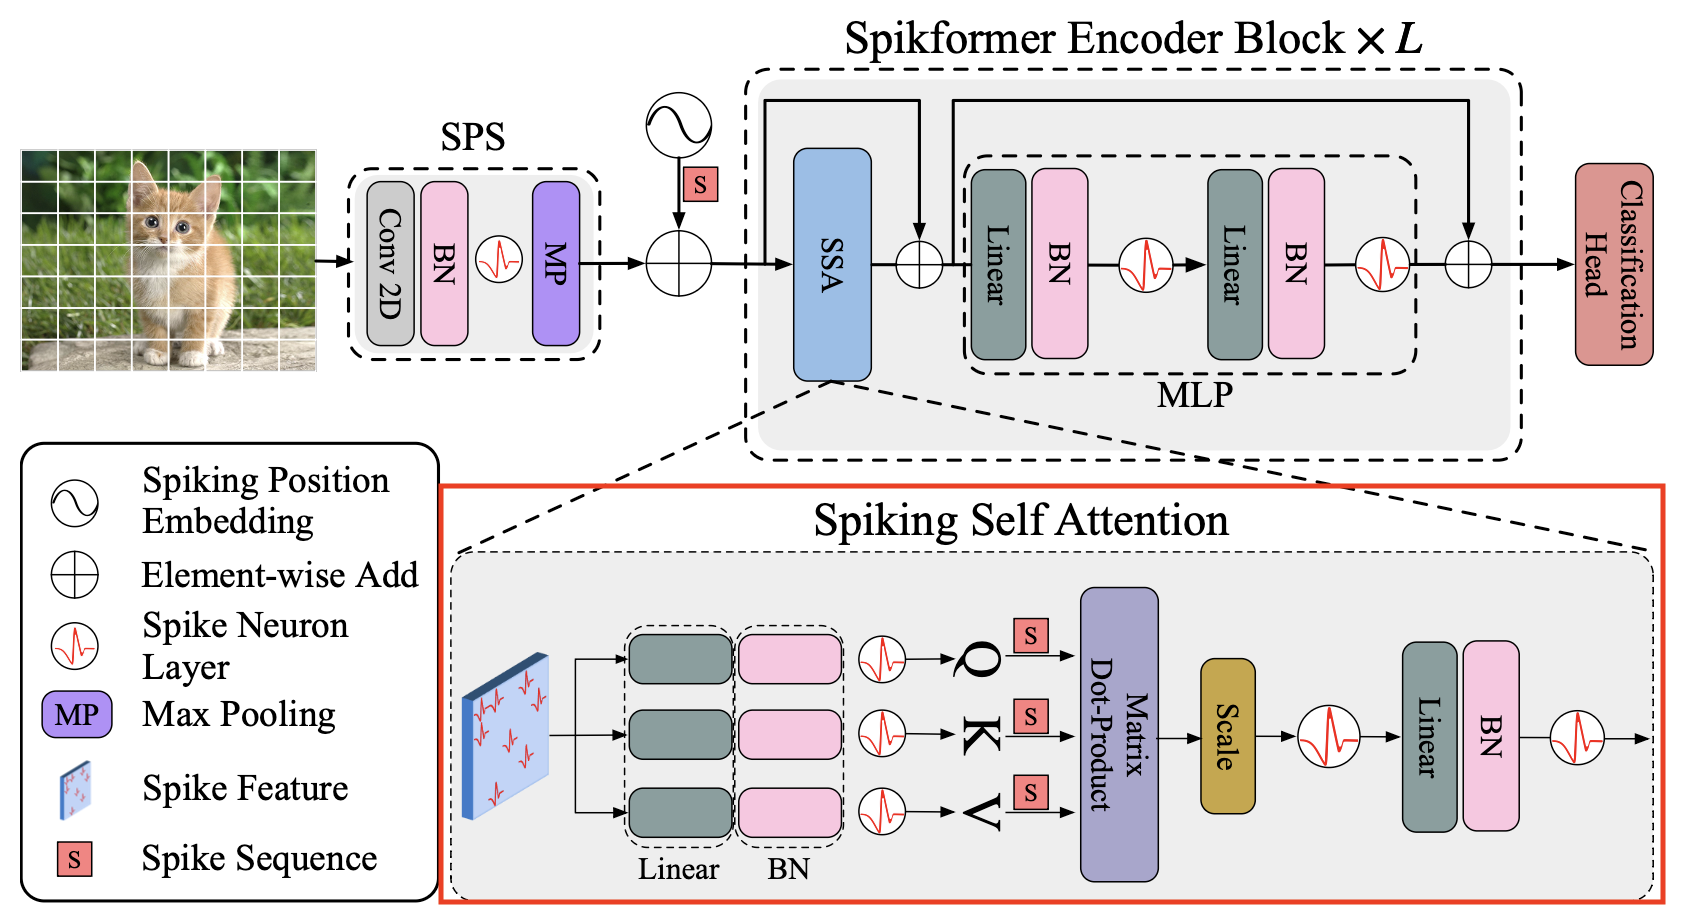 Spikformer Encoder Block × L
SPS
S
Conv 2D
BN
MP
SSA
Linear
BN
Linear
BN
MLP
Classification
Head
Spiking Position
Embedding
Element-wise Add
Spike Neuron
Layer
MP
Max Pooling
Spike Feature
S
Spike Sequence
Spiking Self Attention
Linear
BN
Q
K
V
S
S
S
Matrix
Dot-Product
Scale
Linear
BN